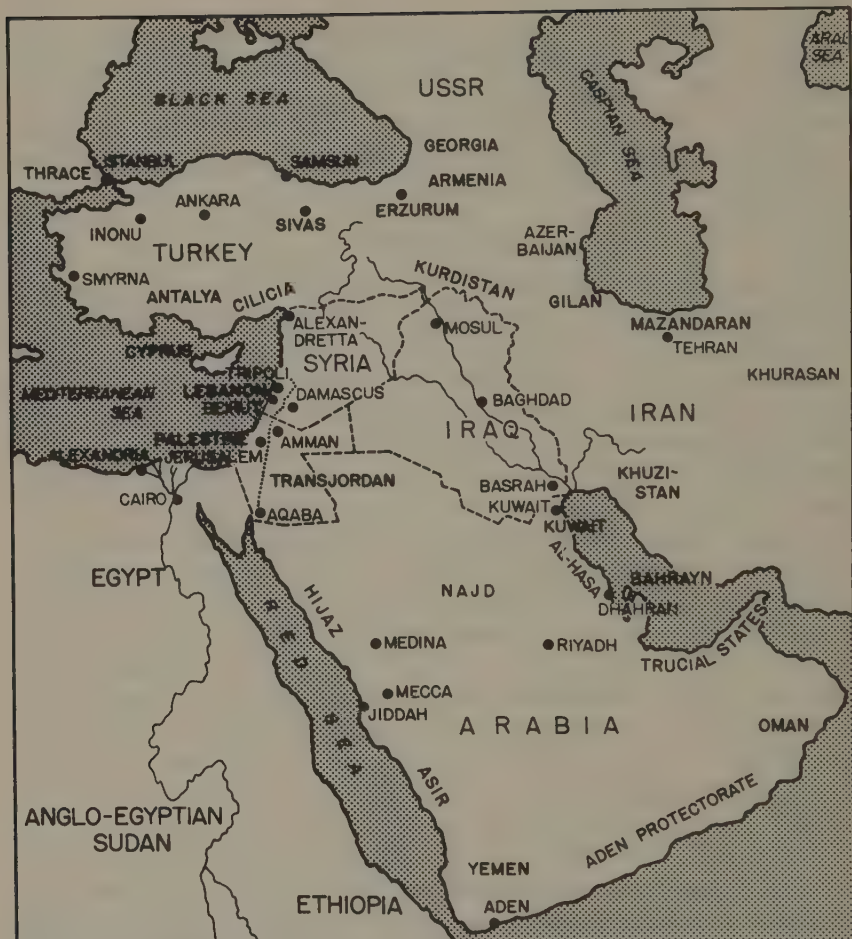 ARAL
SEA
BLACK SEA
USSR
CASPIAN SEA
GEORGIA
THRACE
ISTANBUL
SAMSUN
ARMENIA
ANKARA
ERZURUM
INONU
SIVAS
AZER-
BAIJAN
TURKEY
SMYRNA
KURDISTAN
ANTALYA
CILICIA
GILAN
ALEXAN-
DRETTA
MOSUL
MAZANDARAN
TEHRAN
CYPRUS
SYRIA
TRIPOLI
KHURASAN
MEDITERRANEAN
SEA
LEBANON
BEIRUT
DAMASCUS
BAGHDAD
IRAN
IRAQ
PALESTINE
AMMAN
ALEXANDRIA
JERUSALEM
KHUZI-
STAN
TRANSJORDAN
BASRAH
CAIRO
KUWAIT
AQABA
KUWAIT
AL-HASA
EGYPT
BAHRAYN
NAJD
DHAHRAN
HIJAZ
RED SEA
MEDINA
RIYADH
TRUCIAL STATES
MECCA
JIDDAH
ARABIA
OMAN
ASIR
ANGLO-EGYPTIAN
SUDAN
ADEN PROTECTORATE
YEMEN
ETHIOPIA
ADEN